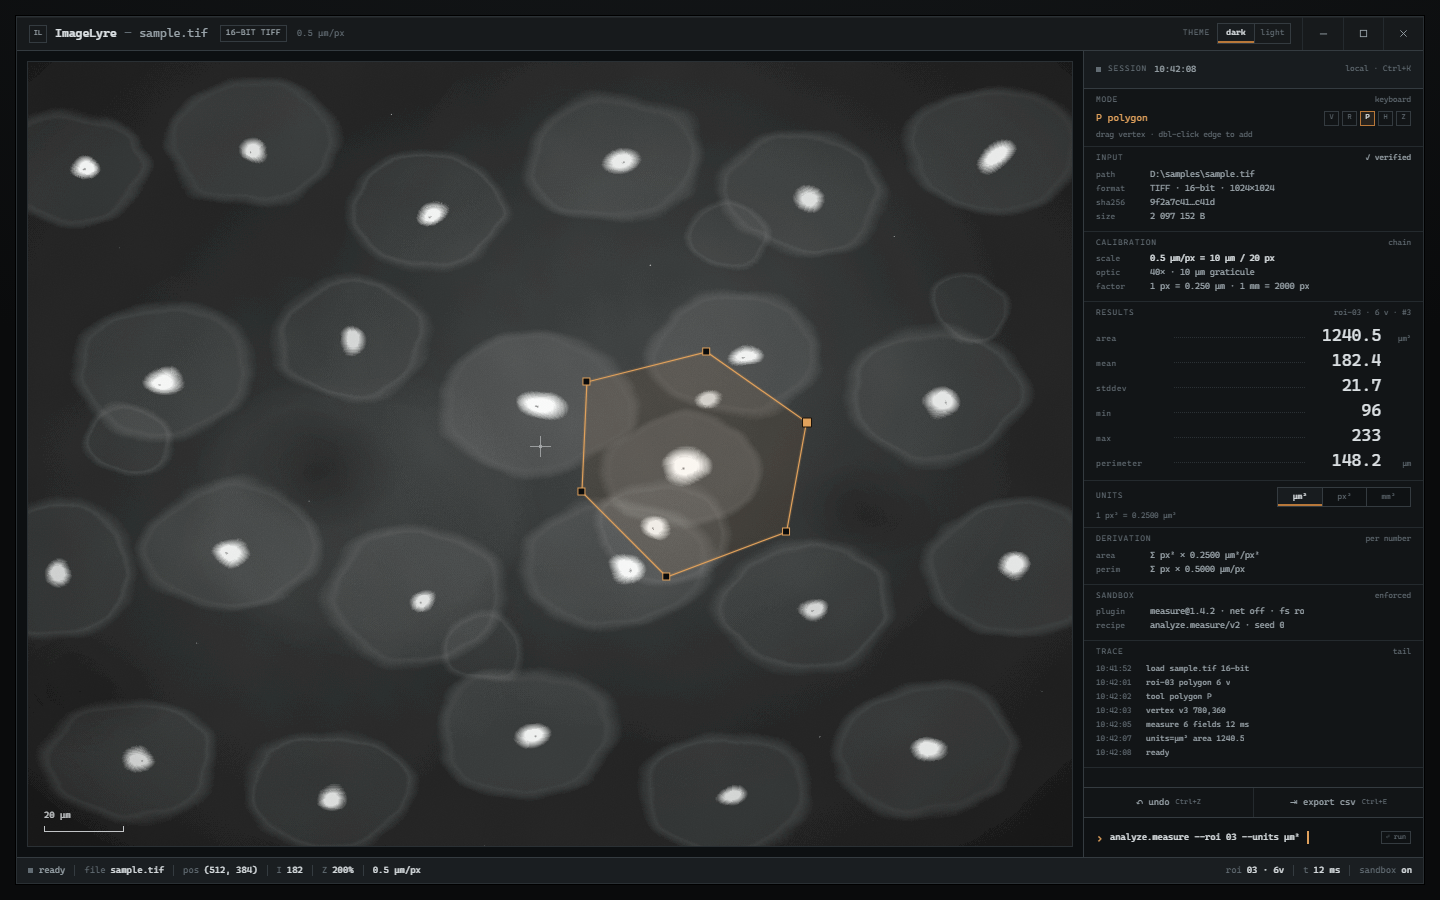 IL ImageLyre — sample.tif 16-BIT TIFF 0.5 µm/px THEME dark light
SESSION 10:42:08 local · Ctrl+K
MODE keyboard
P polygon V R P H Z
drag vertex · dbl-click edge to add
INPUT ✓ verified
path D:\samples\sample.tif
format TIFF · 16-bit · 1024×1024
sha256 9f2a7c41…c41d
size 2 097 152 B
CALIBRATION chain
scale 0.5 µm/px = 10 µm / 20 px
optic 40× · 10 µm graticule
factor 1 px = 0.250 µm · 1 mm = 2000 px
RESULTS roi-03 · 6 v · #3
area 1240.5 µm²
mean 182.4
stddev 21.7
min 96
max 233
perimeter 148.2 µm
UNITS µm² px² mm²
1 px² = 0.2500 µm²
DERIVATION per number
area Σ px² × 0.2500 µm²/px²
perim Σ px × 0.5000 µm/px
SANDBOX enforced
plugin measure@1.4.2 · net off · fs ro
recipe analyze.measure/v2 · seed 0
TRACE tail
10:41:52 load sample.tif 16-bit
10:42:01 roi-03 polygon 6 v
10:42:02 tool polygon P
10:42:03 vertex v3 780,360
10:42:05 measure 6 fields 12 ms
10:42:07 units=µm² area 1240.5
10:42:08 ready
↶ undo Ctrl+Z ⇥ export csv Ctrl+E
› analyze.measure --roi 03 --units µm² ⏎ run
20 µm
ready file sample.tif pos (512, 384) I 182 Z 200% 0.5 µm/px roi 03 · 6v t 12 ms sandbox on